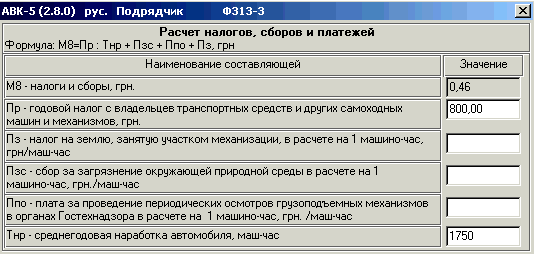 АВК-5 (2.8.0) рус. Подрядчик Ф313-3
Расчет налогов, сборов и платежей
Формула: М8=Пр : Тнр + Пзс + Ппо + Пз, грн
Наименование составляющей Значение
М8 - налоги и сборы, грн. 0,46
Пр - годовой налог с владельцев транспортных средств и других самоходных
машин и механизмов, грн. 800,00
Пз - налог на землю, занятую участком механизации, в расчете на 1 машино-час,
грн/маш-час
Пзс - сбор за загрязнение окружающей природной среды в расчете на 1
машино-час, грн./маш-час
Ппо - плата за проведение периодических осмотров грузоподъемных механизмов
в органах Гостехнадзора в расчете на 1 машино-час, грн. /маш-час
Тнр - среднегодовая наработка автомобиля, маш-час 1750